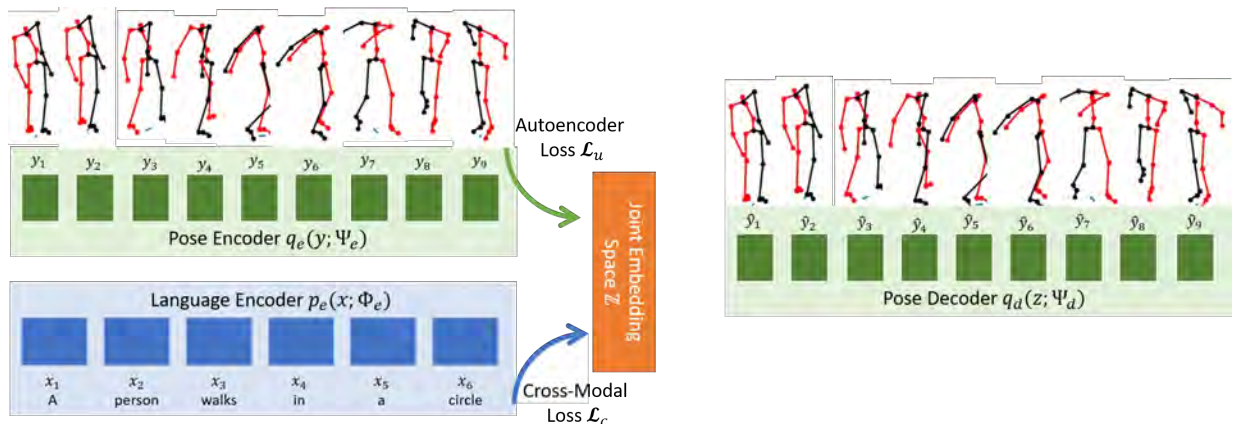 y₁ y₂ y₃ y₄ y₅ y₆ y₇ y₈ y₉
Pose Encoder qₑ(y; Ψₑ)
Autoencoder
Loss 𝓛ᵤ
Language Encoder pₑ(x; Φₑ)
x₁ x₂ x₃ x₄ x₅ x₆
A person walks in a circle
Cross-Modal
Loss 𝓛_c
Joint Embedding
Space ℤ
ŷ₁ ŷ₂ ŷ₃ ŷ₄ ŷ₅ ŷ₆ ŷ₇ ŷ₈ ŷ₉
Pose Decoder q_d(z; Ψ_d)